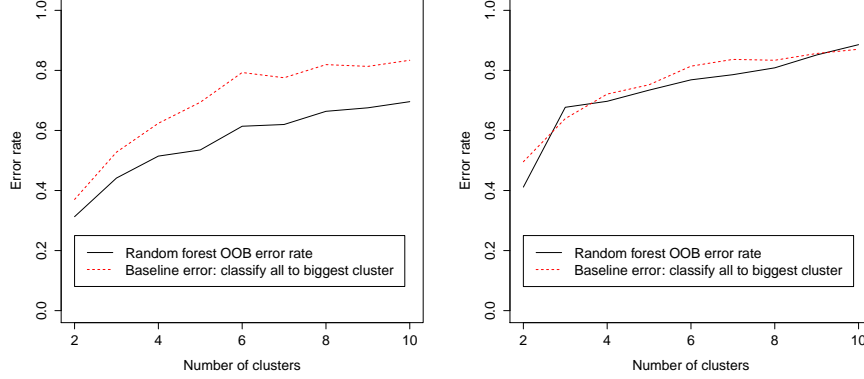 1.0
0.8
0.6
0.4
0.2
0.0
Error rate
Random forest OOB error rate
Baseline error: classify all to biggest cluster
2 4 6 8 10
Number of clusters
1.0
0.8
0.6
0.4
0.2
0.0
Error rate
Random forest OOB error rate
Baseline error: classify all to biggest cluster
2 4 6 8 10
Number of clusters